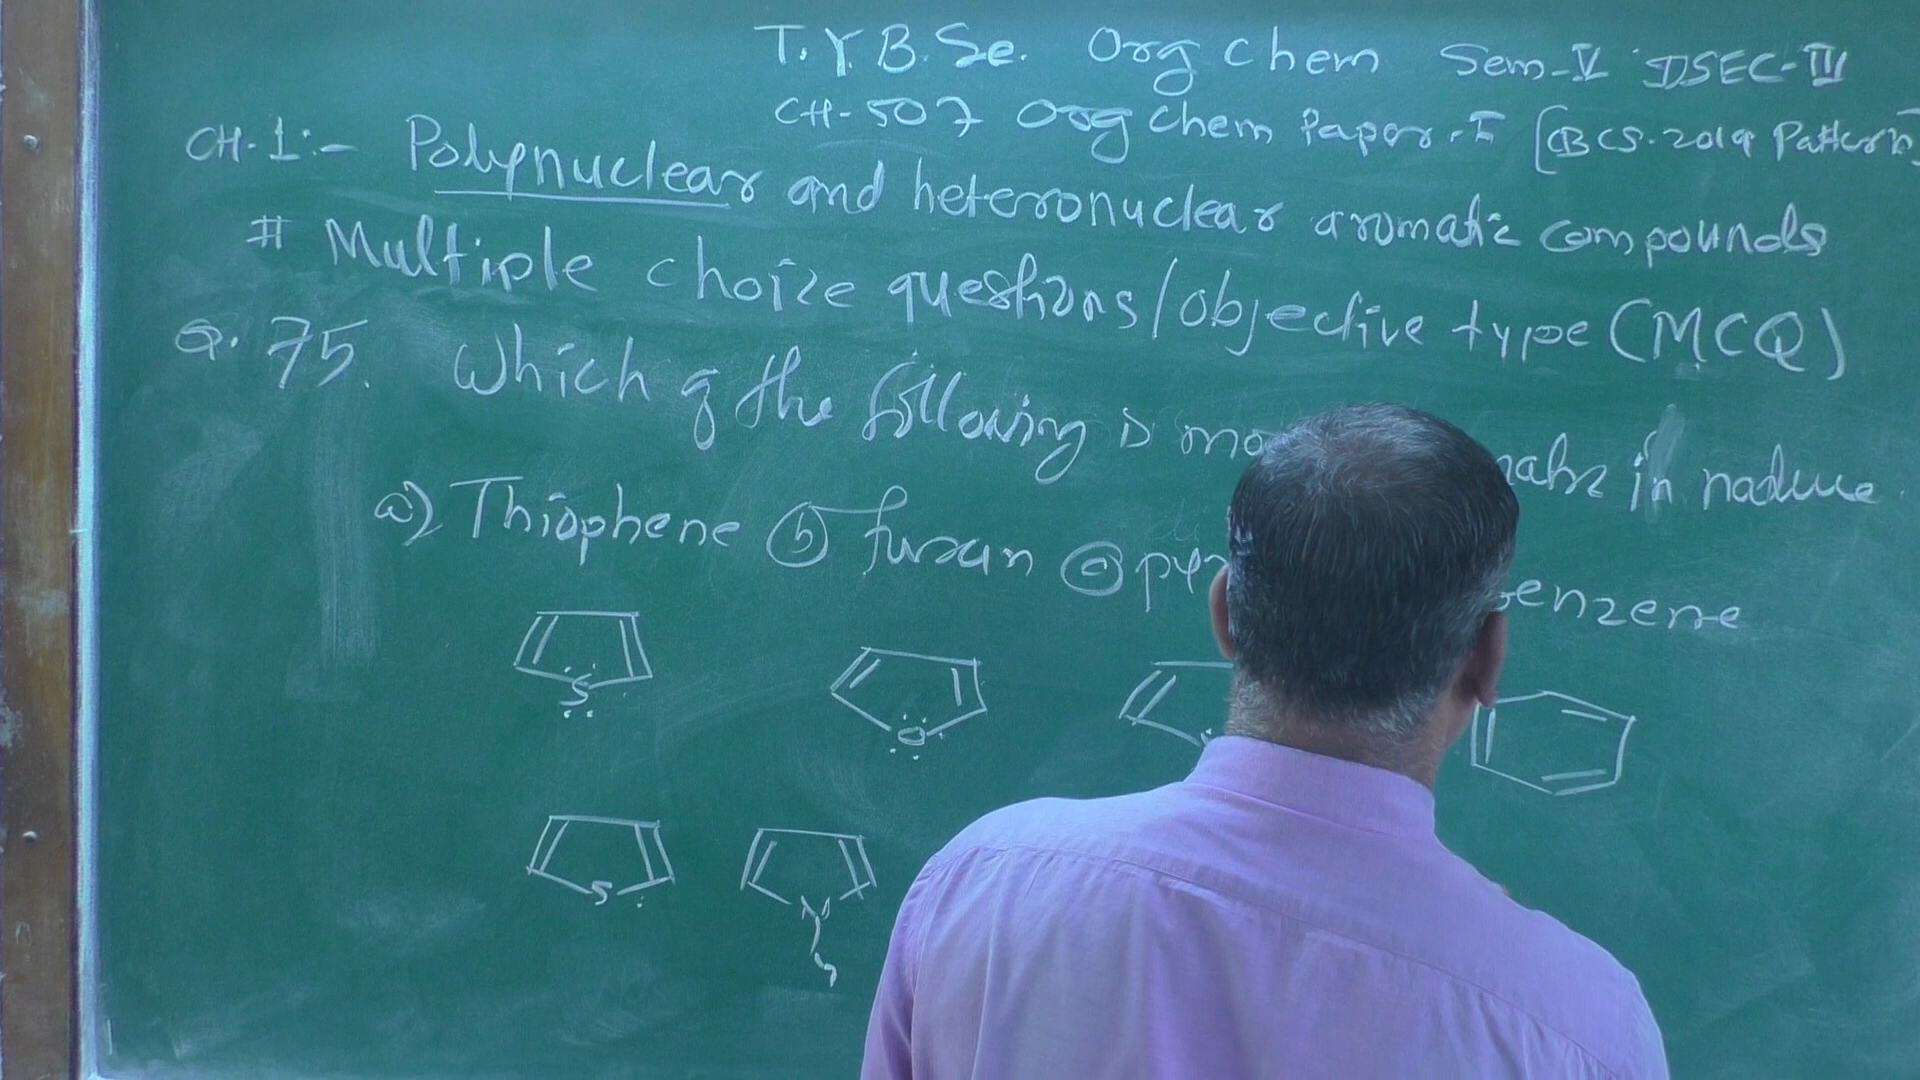 T.Y.B.Sc. Org Chem Sem-V DSEC-III
CH-507 Org Chem Paper-I [CBCS-2019 Pattern]
CH.1:- Polynuclear and heteronuclear aromatic compounds
# Multiple choice questions/objective type (MCQ)
Q. 75. Which of the following is in nature.
a) Thiophene b furan c benzene
S O
S N